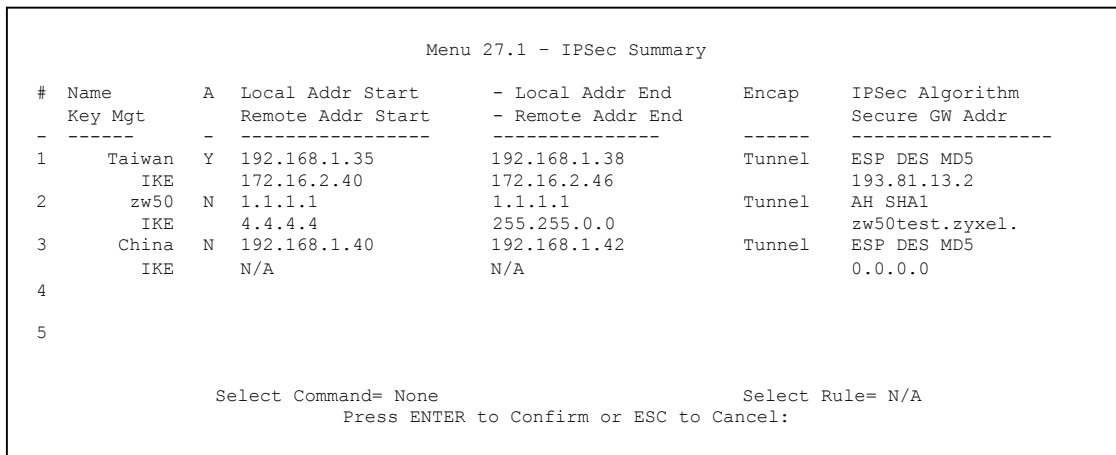 Menu 27.1 – IPSec Summary
# Name A Local Addr Start - Local Addr End Encap IPSec Algorithm
Key Mgt Remote Addr Start - Remote Addr End Secure GW Addr
- ------ - ----------------- --------------- ------ ------------------
1 Taiwan Y 192.168.1.35 192.168.1.38 Tunnel ESP DES MD5
IKE 172.16.2.40 172.16.2.46 193.81.13.2
2 zw50 N 1.1.1.1 1.1.1.1 Tunnel AH SHA1
IKE 4.4.4.4 255.255.0.0 zw50test.zyxel.
3 China N 192.168.1.40 192.168.1.42 Tunnel ESP DES MD5
IKE N/A N/A 0.0.0.0
4
5
Select Command= None Select Rule= N/A
Press ENTER to Confirm or ESC to Cancel: